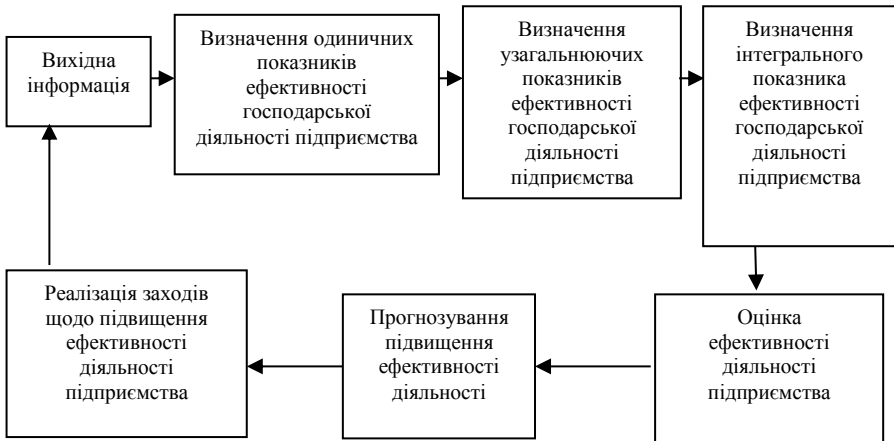 Вихідна
інформація
Визначення одиничних
показників
ефективності
господарської
діяльності підприємства
Визначення
узагальнюючих
показників
ефективності
господарської
діяльності
підприємства
Визначення
інтегрального
показника
ефективності
господарської
діяльності
підприємства
Реалізація заходів
щодо підвищення
ефективності
діяльності
підприємства
Прогнозування
підвищення
ефективності
діяльності
Оцінка
ефективності
діяльності
підприємства